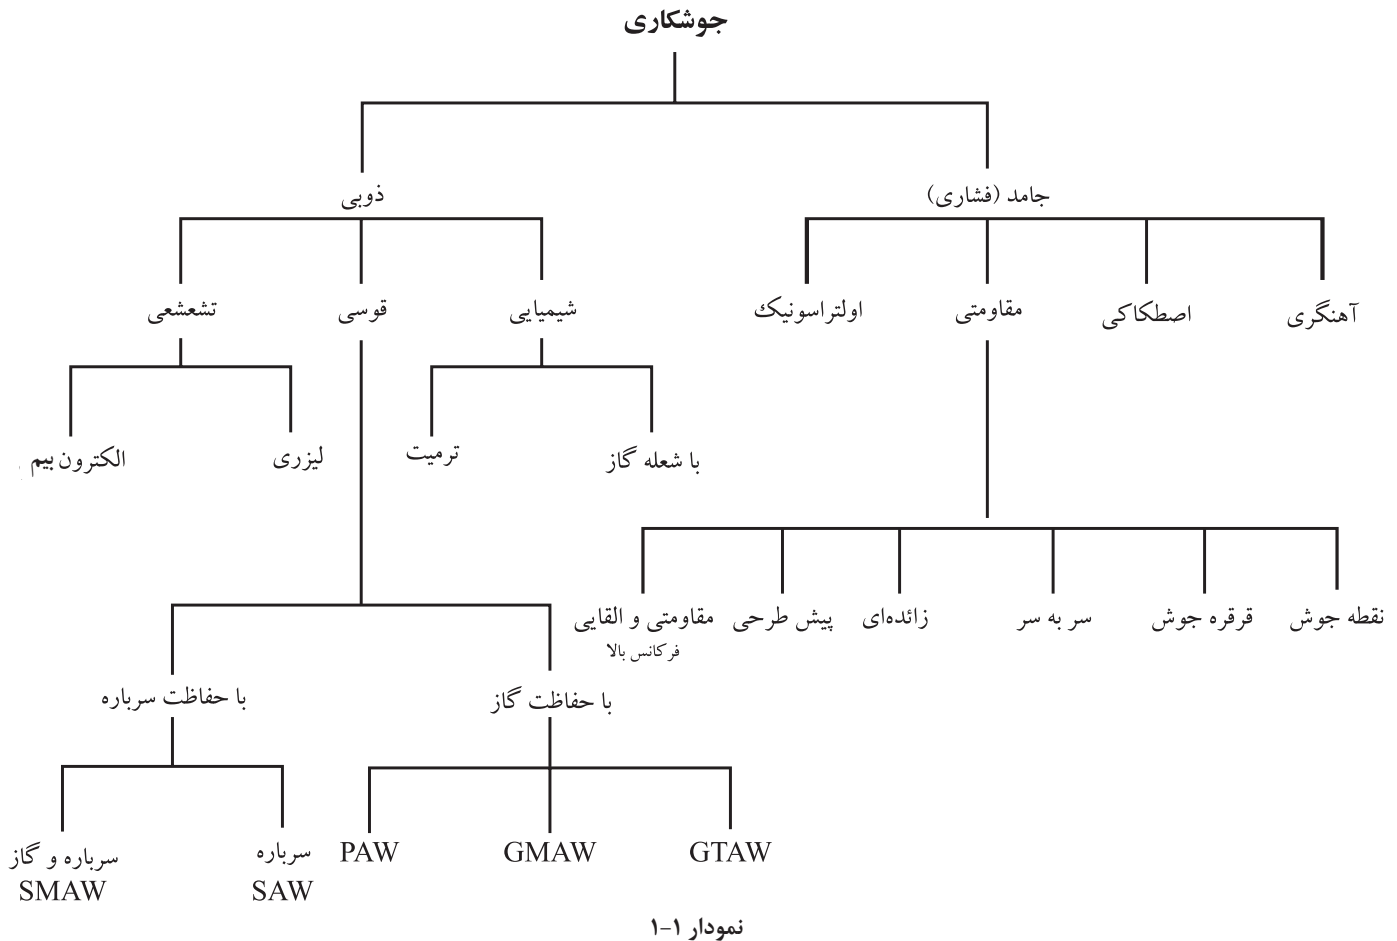 جوشکاری
جامد (فشاری)
ذوبی
آهنگری
اصطکاکی
مقاومتی
اولتراسونیک
شیمیایی
قوسی
تشعشعی
با شعله گاز
ترمیت
لیزری
الکترون بیم
نقطه جوش
قرقره جوش
سر به سر
زائده‌ای
پیش طرحی
مقاومتی و القایی
فرکانس بالا
با حفاظت گاز
با حفاظت سرباره
GTAW
GMAW
PAW
سرباره
SAW
سرباره و گاز
SMAW
نمودار ۱-۱